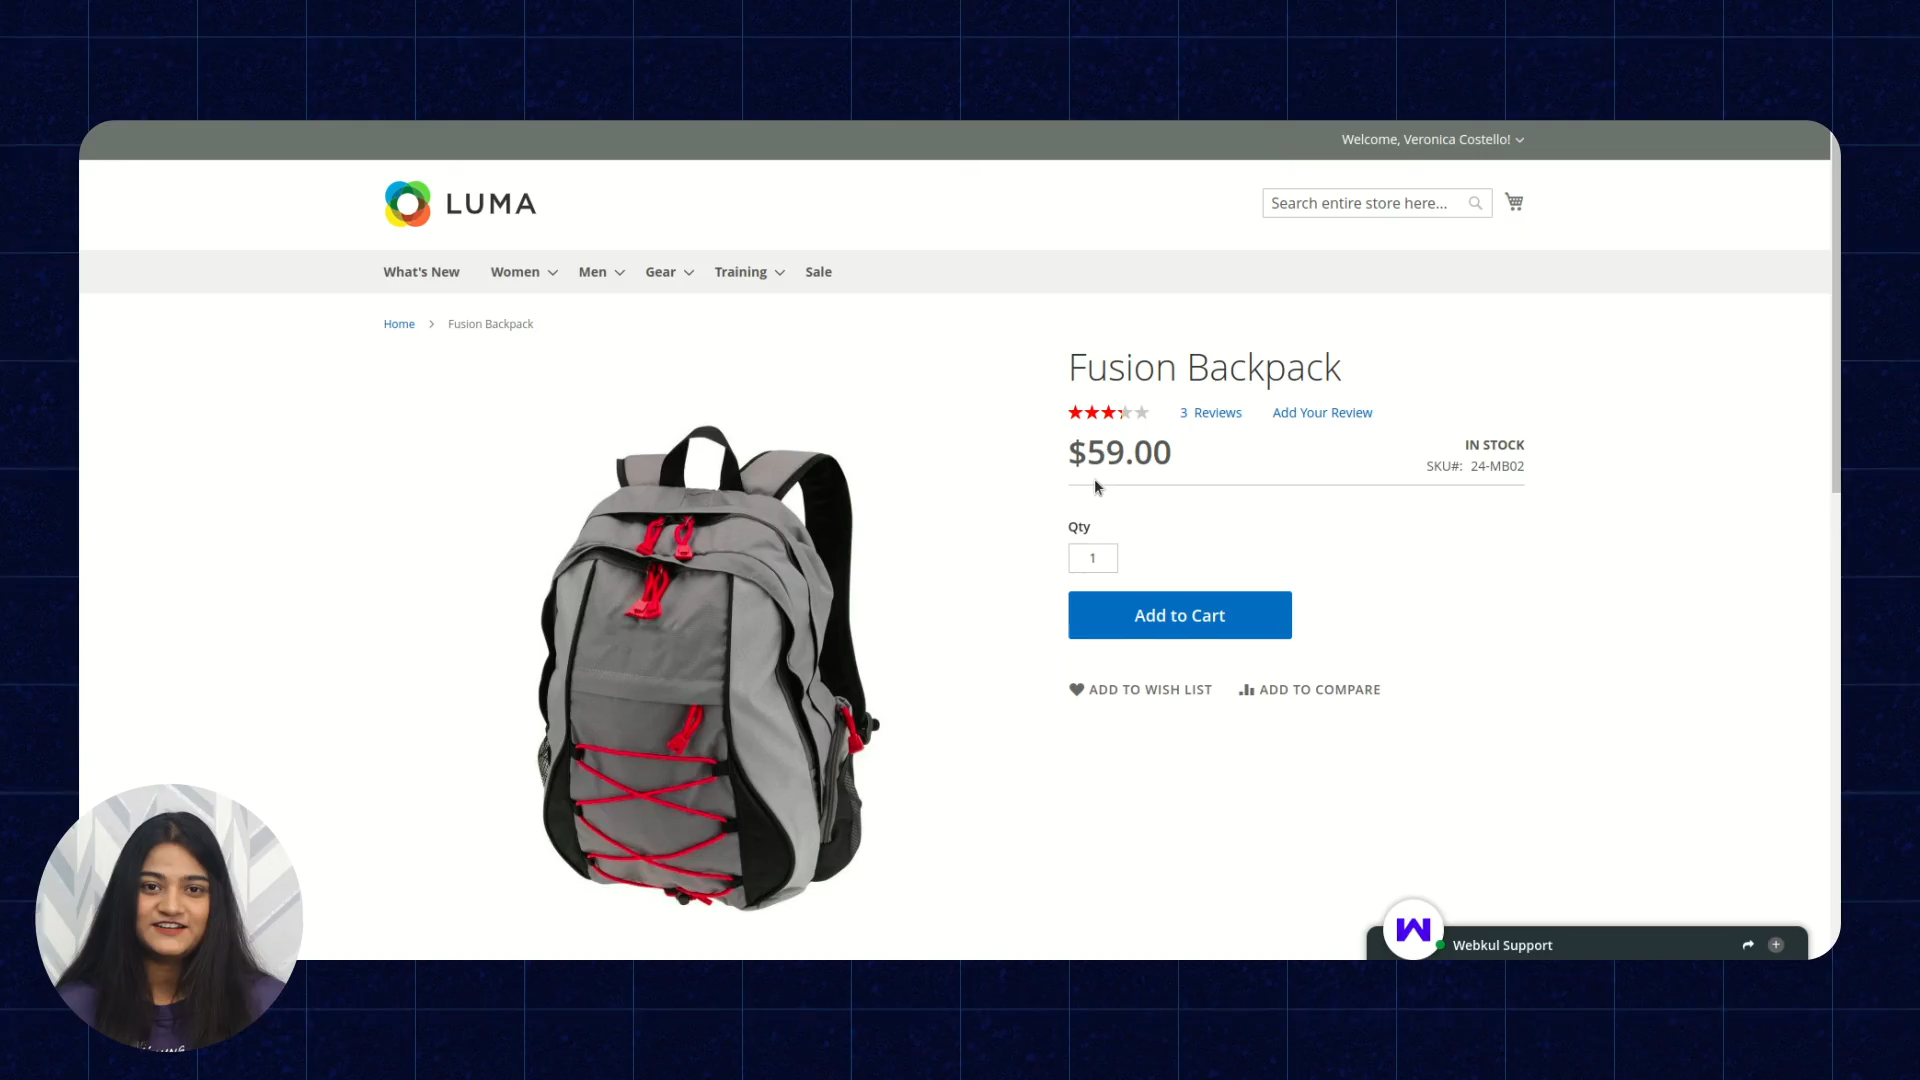 Welcome, Veronica Costello!
LUMA
Search entire store here...
What's New Women Men Gear Training Sale
Home Fusion Backpack
Fusion Backpack
3 Reviews Add Your Review
$59.00
IN STOCK
SKU#: 24-MB02
Qty
1
Add to Cart
ADD TO WISH LIST ADD TO COMPARE
Webkul Support